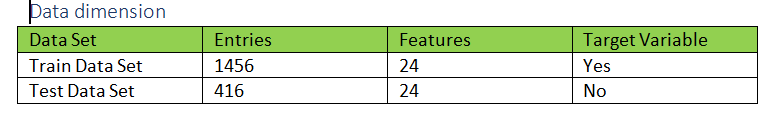 Data dimension
Data Set Entries Features Target Variable
Train Data Set 1456 24 Yes
Test Data Set 416 24 No